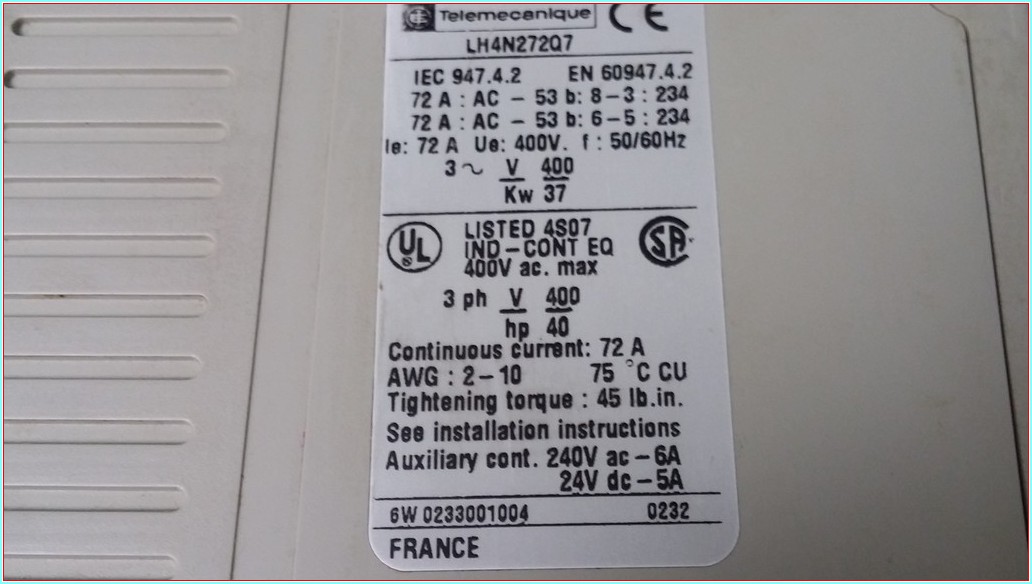 Telemecanique CE
LH4N272Q7
IEC 947.4.2 EN 60947.4.2
72 A : AC - 53 b: 8-3 : 234
72 A : AC - 53 b: 6-5 : 234
Ie: 72 A Ue: 400V. f : 50/60Hz
3~ V 400
Kw 37
UL LISTED 4S07 SA
IND-CONT EQ
400V ac. max
3 ph V 400
hp 40
Continuous current: 72 A
AWG : 2-10 75 °C CU
Tightening torque : 45 lb.in.
See installation instructions
Auxiliary cont. 240V ac -6A
24V dc -5A
6W 0233001004 0232
FRANCE